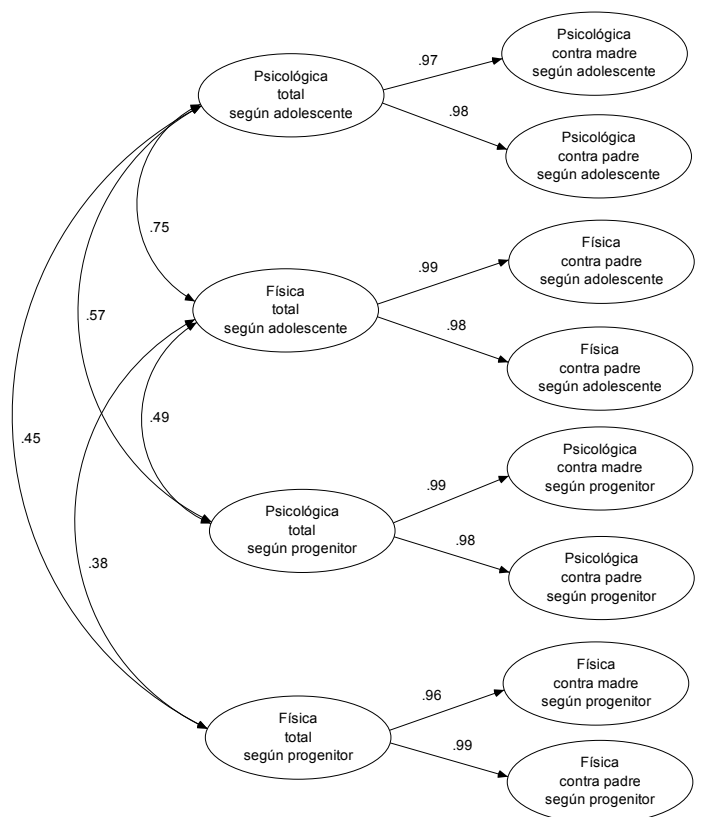 Psicológica
contra madre
según adolescente
.97
Psicológica
total
según adolescente
.98
Psicológica
contra padre
según adolescente
.75
Física
contra padre
según adolescente
.99
Física
total
según adolescente
.57
.98
Física
contra padre
según adolescente
.49
.45
Psicológica
contra madre
según progenitor
.99
Psicológica
total
según progenitor
.98
Psicológica
contra padre
según progenitor
.38
Física
contra madre
según progenitor
.96
Física
total
según progenitor
.99
Física
contra padre
según progenitor